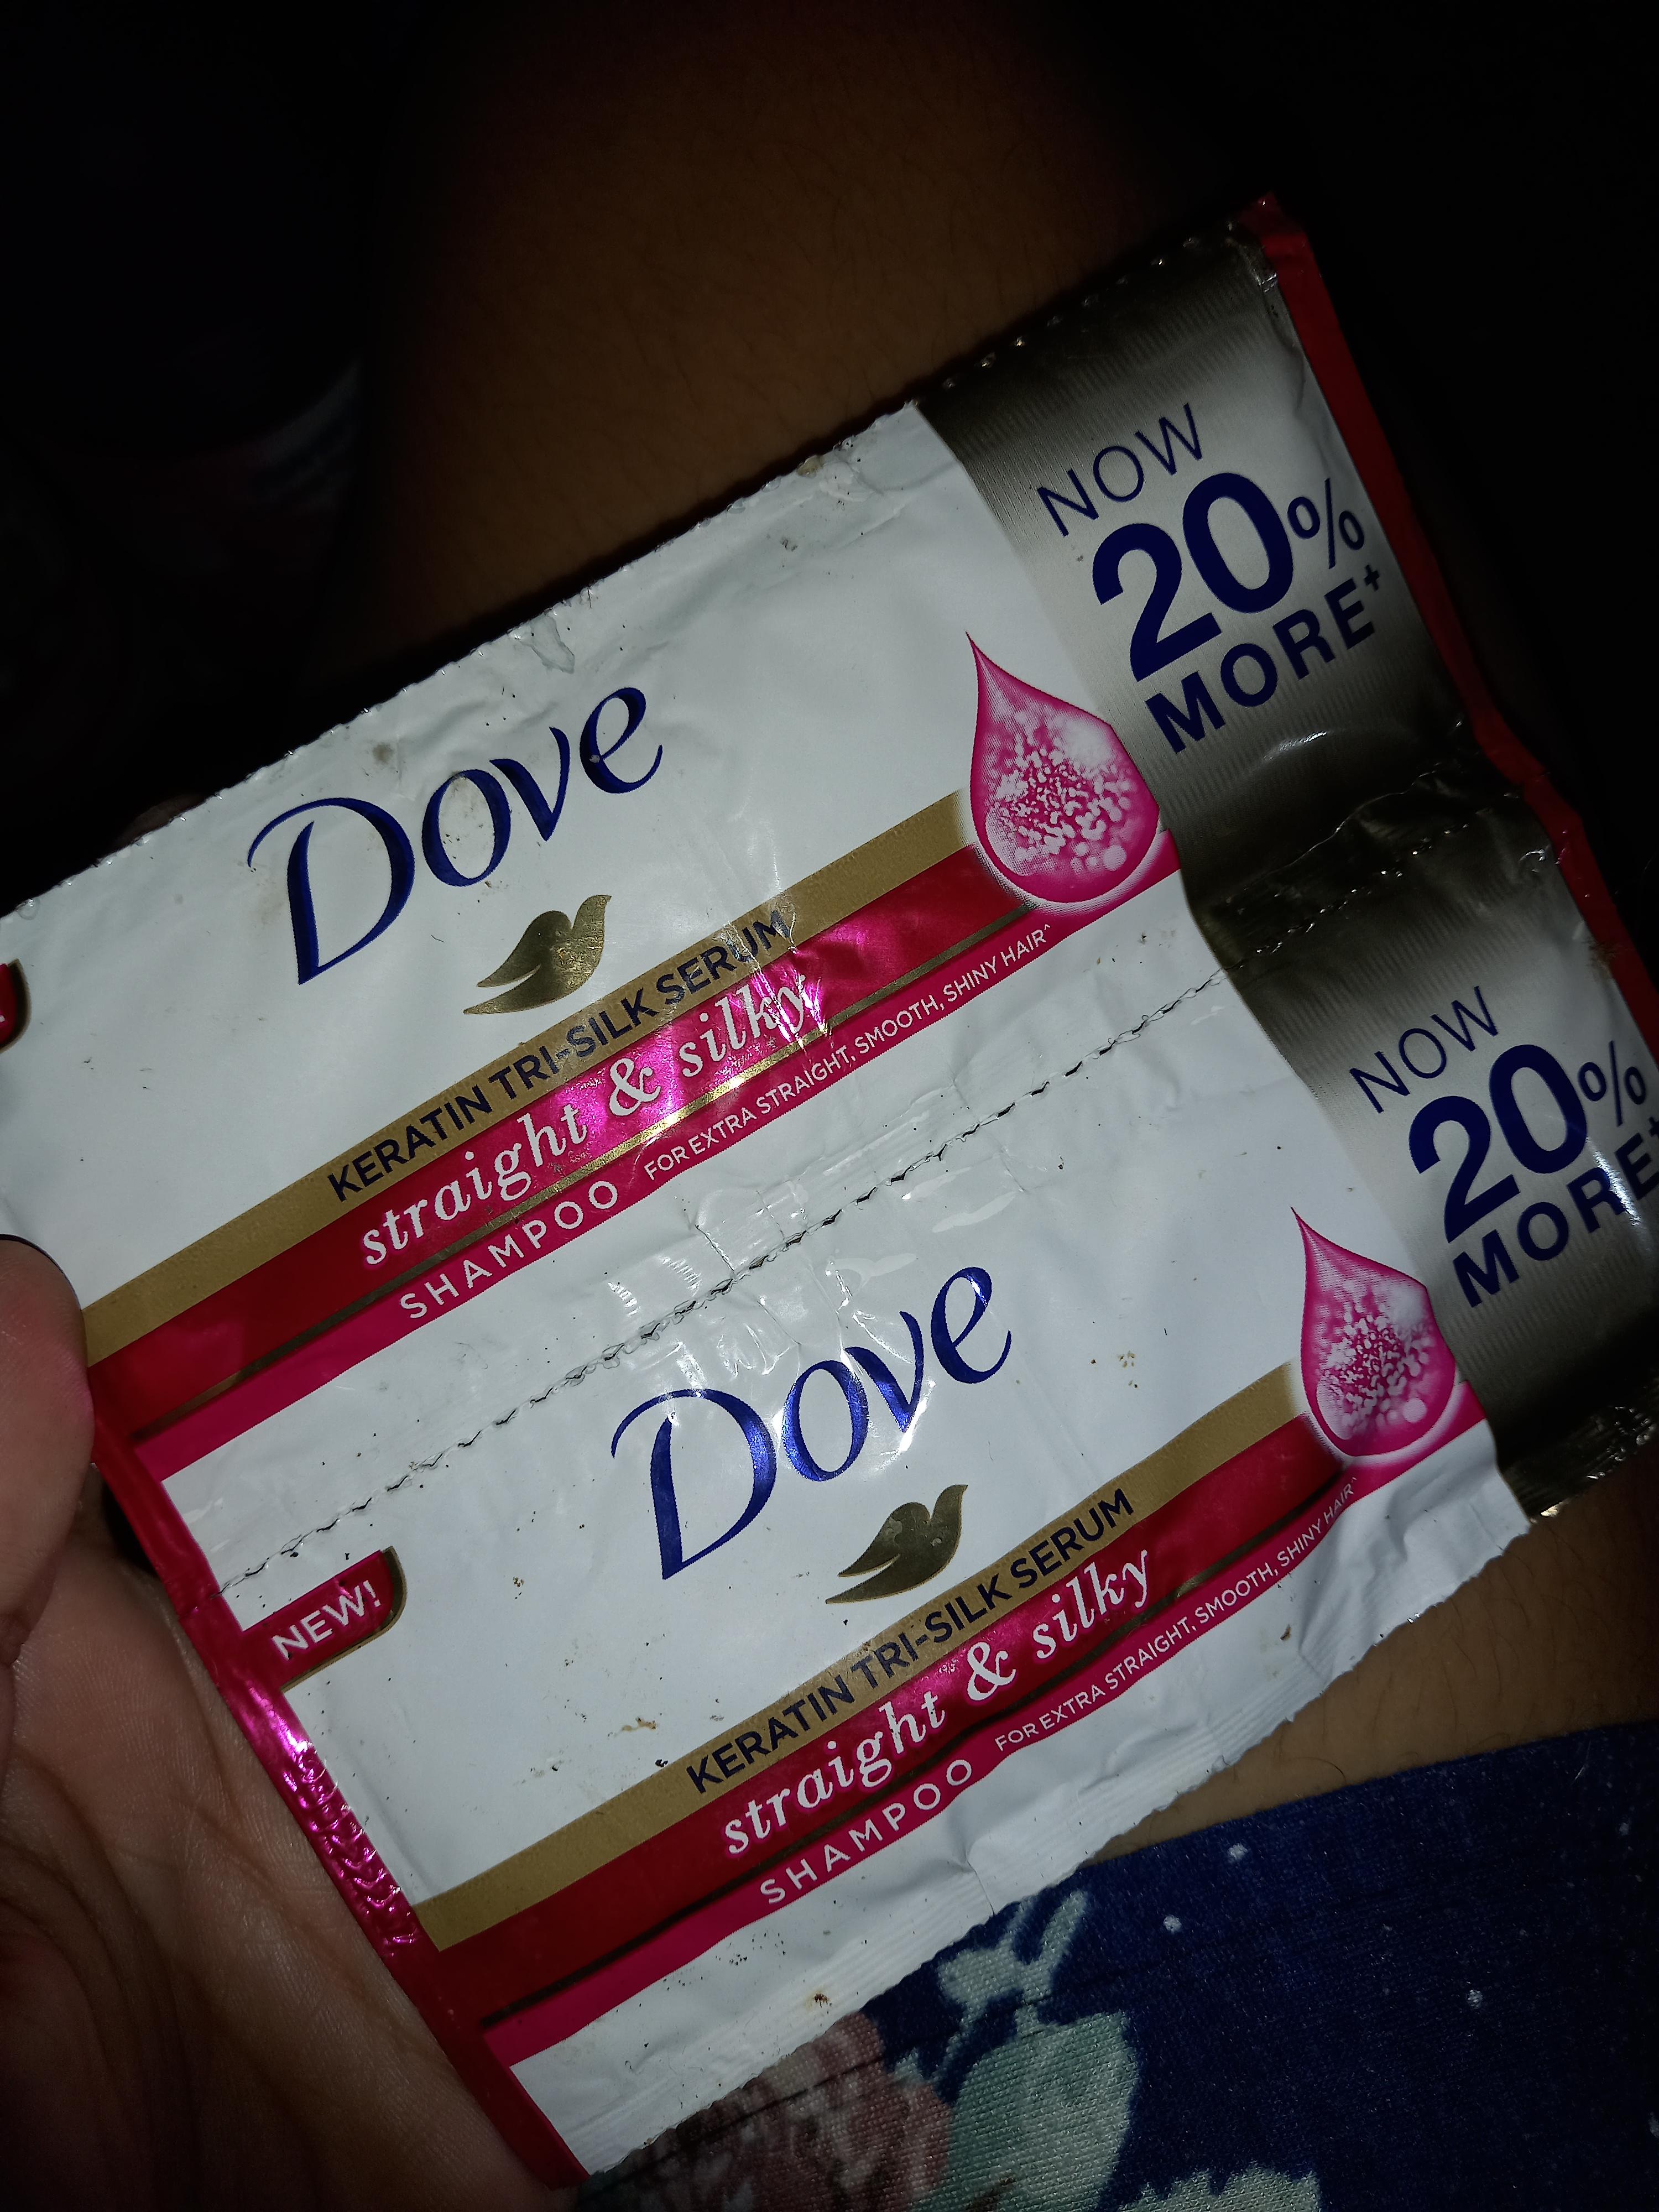 NOW
20%
MORE+
Dove
KERATIN TRI-SILK SERUM
straight & silky
SHAMPOO FOR EXTRA STRAIGHT, SMOOTH, SHINY HAIR^
NOW
20%
MORE+
NEW!
Dove
KERATIN TRI-SILK SERUM
straight & silky
SHAMPOO FOR EXTRA STRAIGHT, SMOOTH, SHINY HAIR^